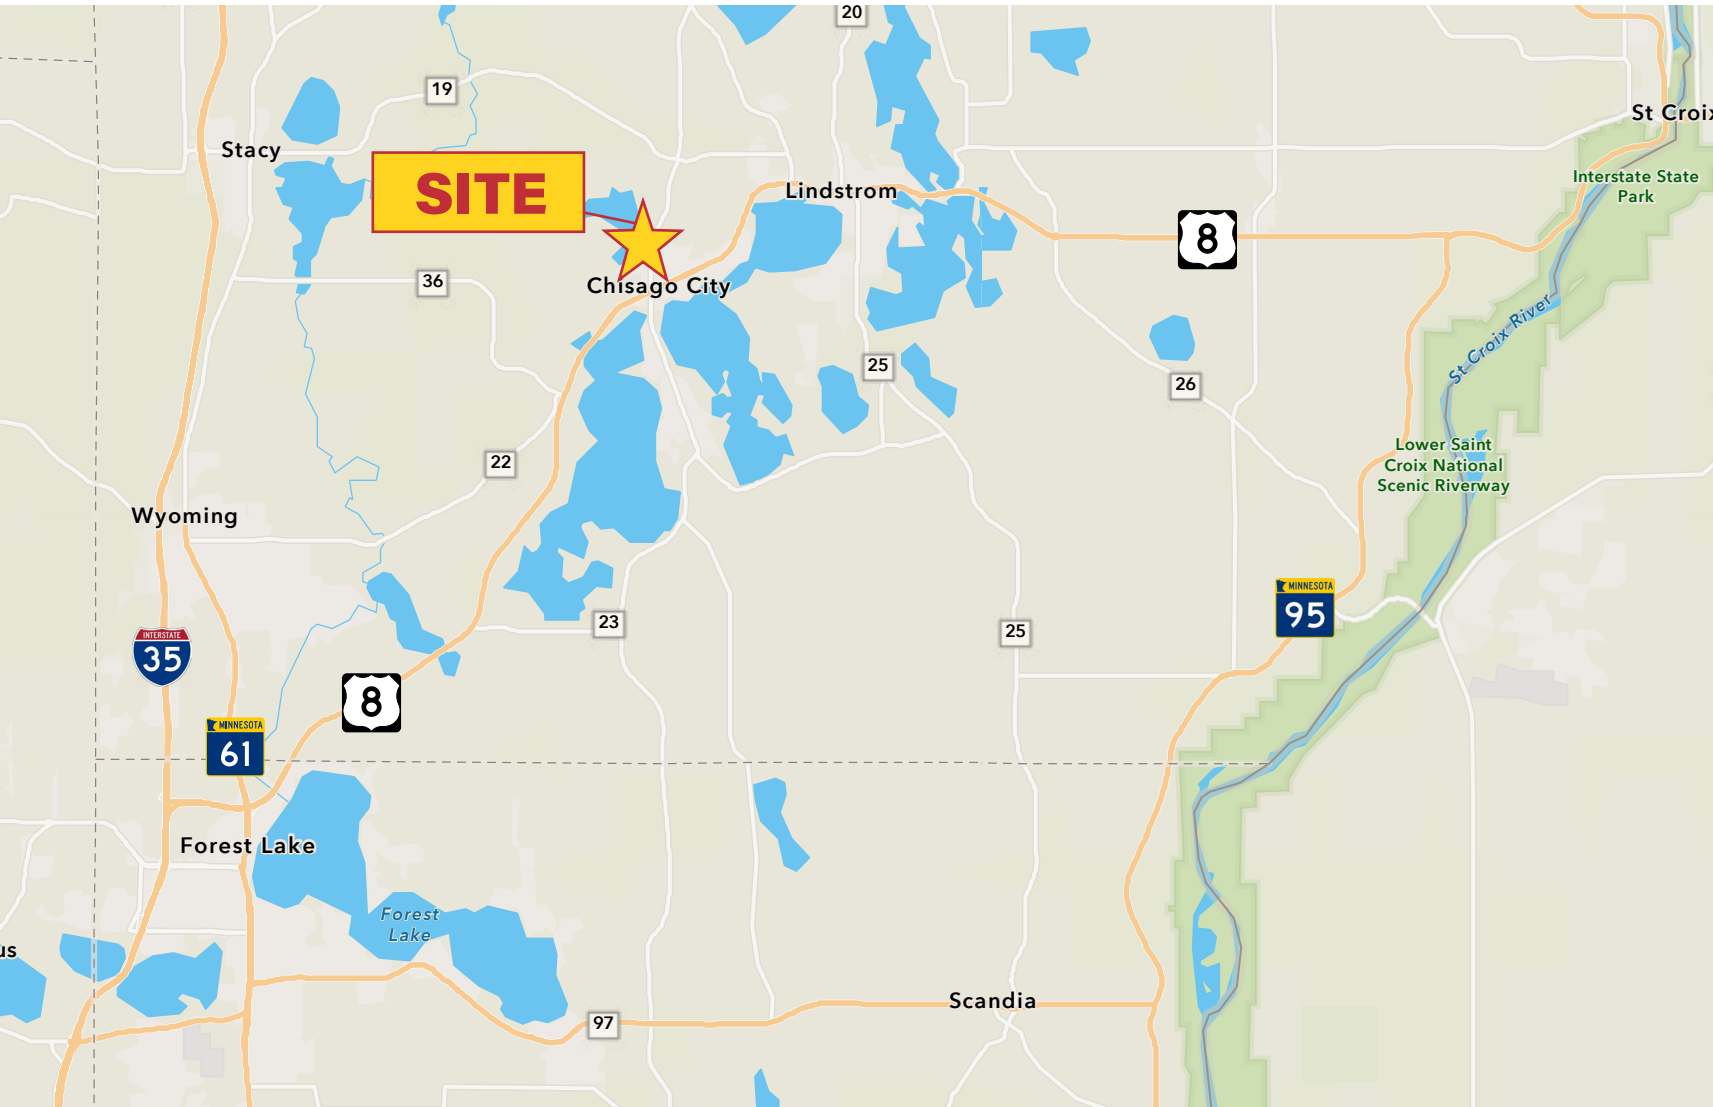 20
19
St Croix
Stacy
Interstate State
Park
SITE
Lindstrom
8
36
Chisago City
St Croix River
25
26
Lower Saint
Croix National
Scenic Riverway
22
Wyoming
MINNESOTA
95
23
25
INTERSTATE
35
8
MINNESOTA
61
Forest Lake
Forest
Lake
us
Scandia
97